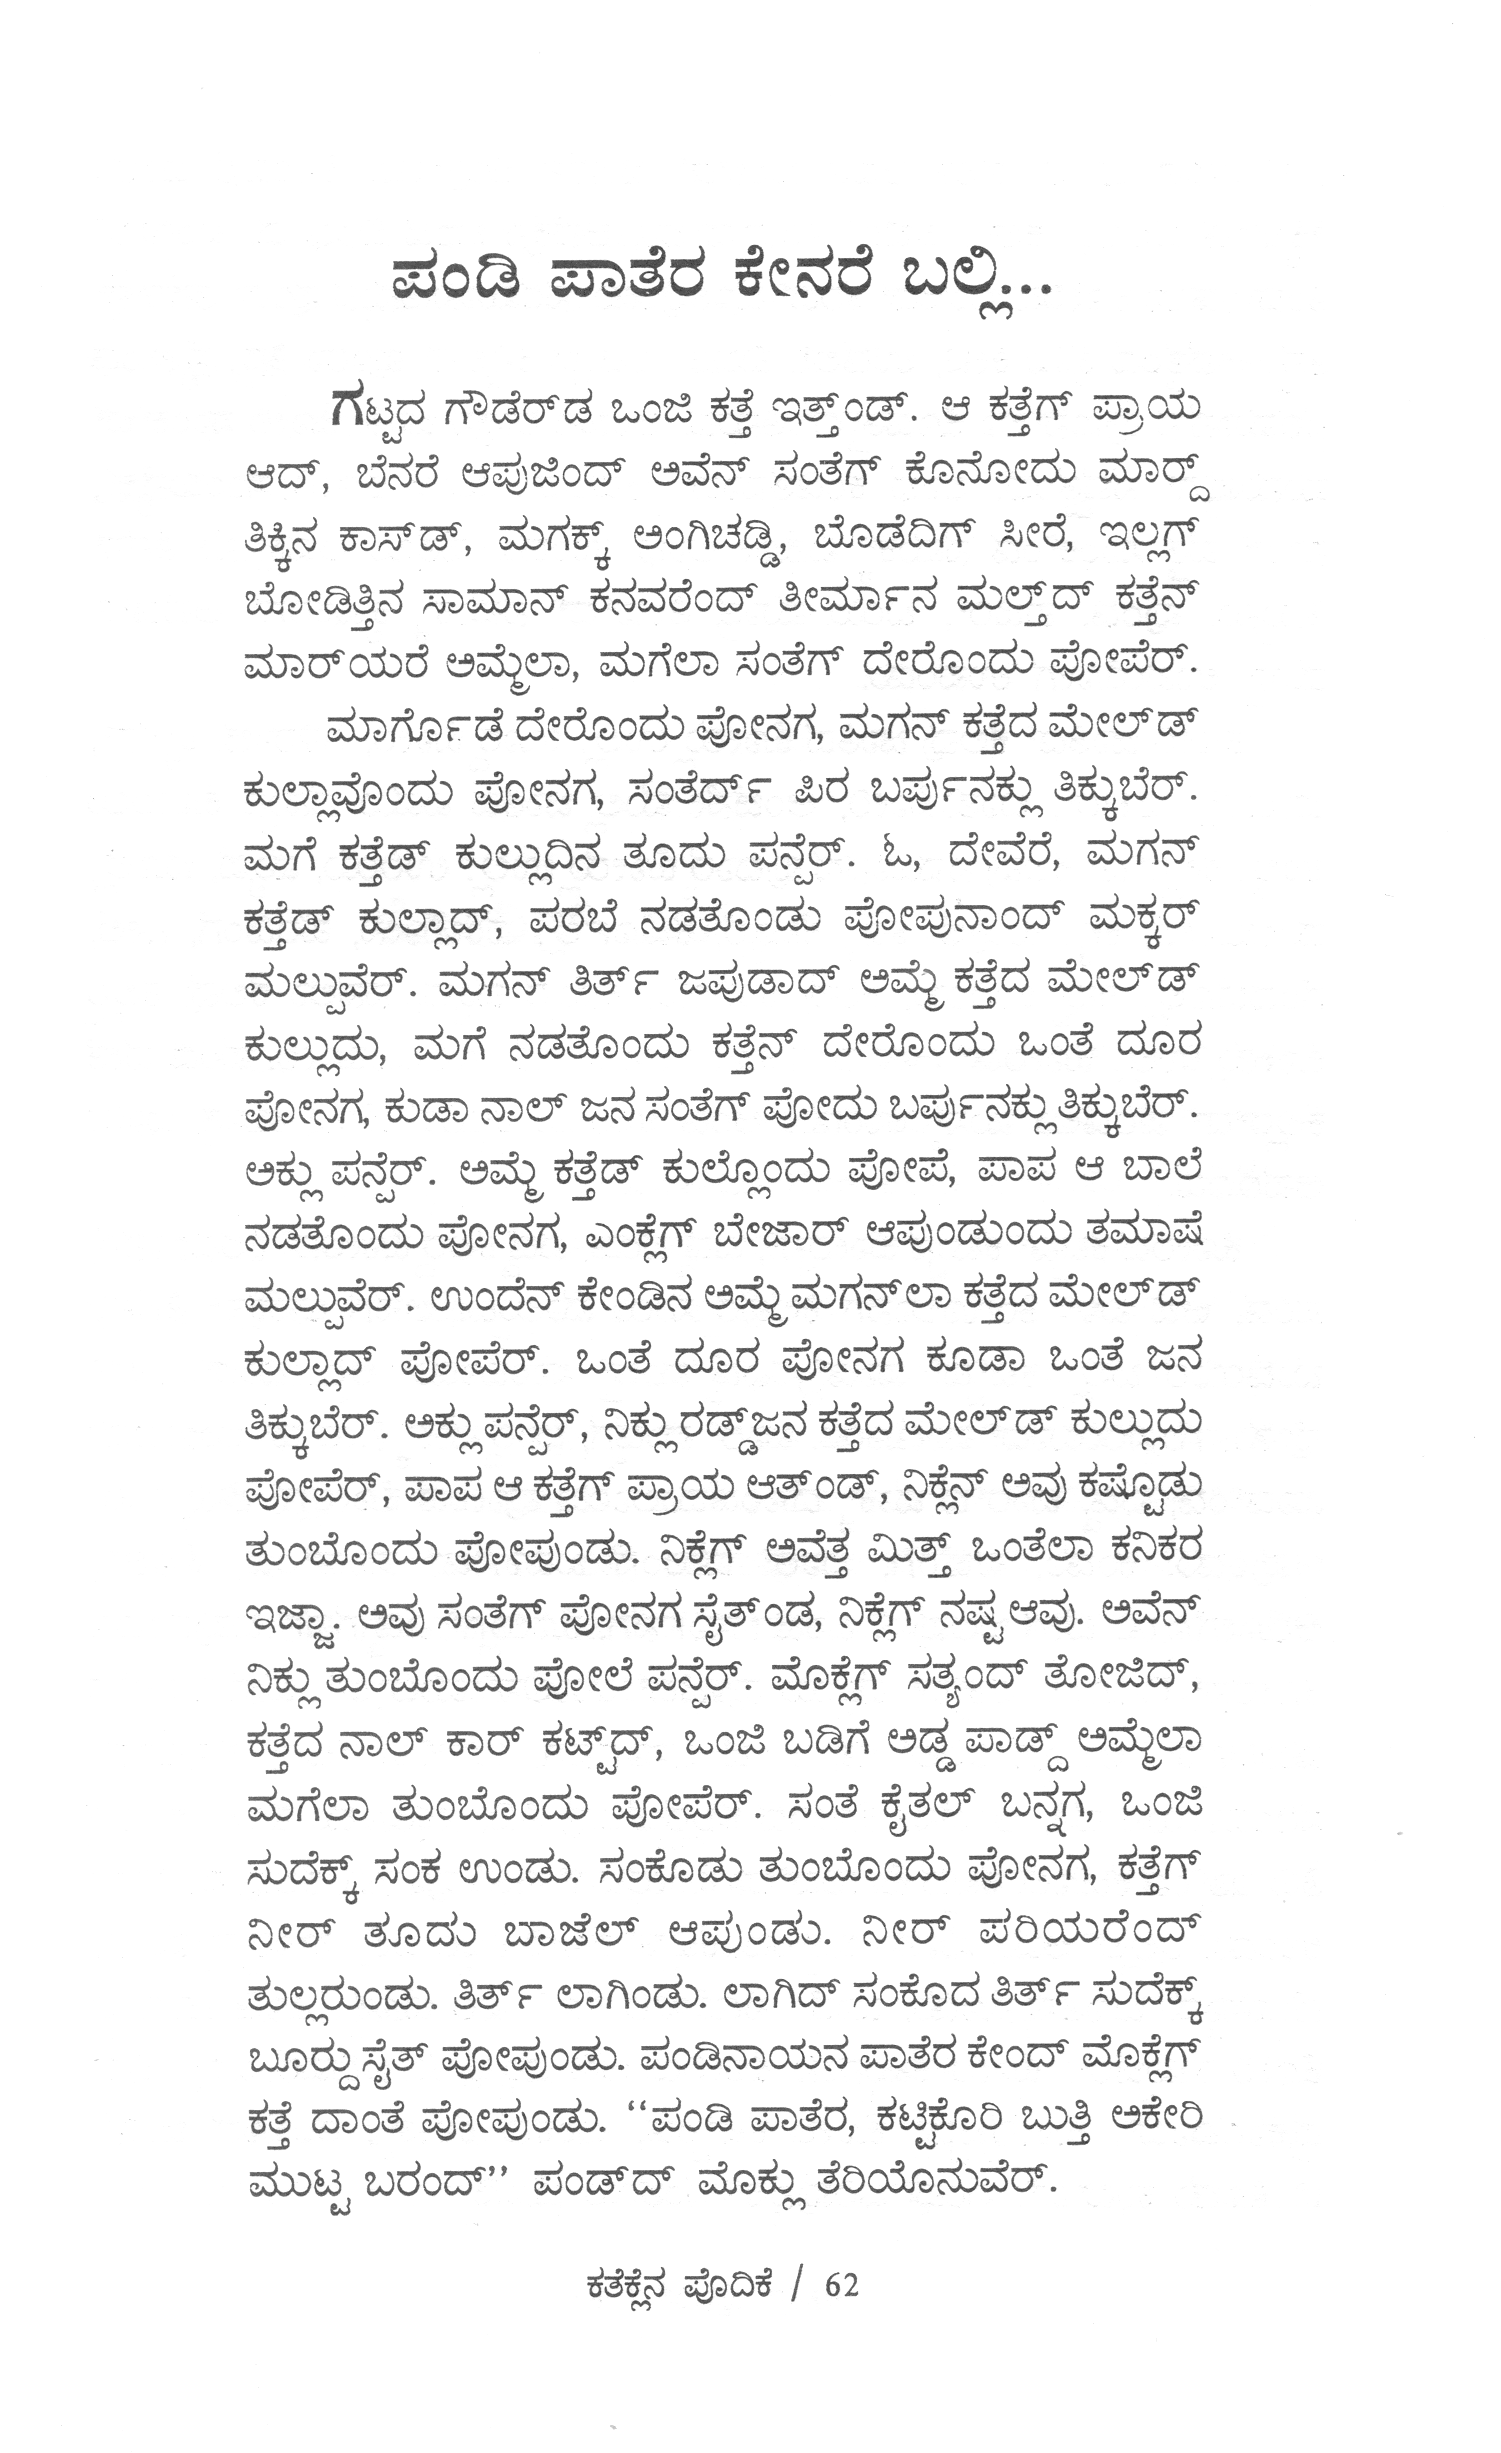 ಪಂಡಿ ಪಾತೆರ ಕೇನರೆ ಬಲ್ಲಿ...
ಗಟ್ಟದ ಗೌಡೆರ್‌ಡ ಒಂಜಿ ಕತ್ತೆ ಇತ್ತ್‌ಂಡ್. ಆ ಕತ್ತೆಗ್ ಪ್ರಾಯ
ಆದ್, ಬೆನರೆ ಆಪುಜಿಂದ್ ಅವೆನ್ ಸಂತೆಗ್ ಕೊನೋದು ಮಾರ್ದ್
ತಿಕ್ಕಿನ ಕಾಸ್‌ಡ್, ಮಗಕ್ಕ್ ಅಂಗಿಚಡ್ಡಿ, ಬೊಡೆದಿಗ್ ಸೀರೆ, ಇಲ್ಲಗ್
ಬೋಡಿತ್ತಿನ ಸಾಮಾನ್ ಕನವರೆಂದ್ ತೀರ್ಮಾನ ಮಲ್ತ್‌ದ್ ಕತ್ತೆನ್
ಮಾರ್‌ಯರೆ ಅಮ್ಮೆಲಾ, ಮಗೆಲಾ ಸಂತೆಗ್ ದೇರೊಂದು ಪೋಪೆರ್.
ಮಾರ್ಗೊಡೆ ದೇರೊಂದು ಪೋನಗ, ಮಗನ್ ಕತ್ತೆದ ಮೇಲ್‌ಡ್
ಕುಲ್ಲಾವೊಂದು ಪೋನಗ, ಸಂತೆರ್ದ್ ಪಿರ ಬರ್ಪುನಕ್ಲು ತಿಕ್ಕುಬೆರ್.
ಮಗೆ ಕತ್ತೆಡ್ ಕುಲ್ಲುದಿನ ತೂದು ಪನ್ಪೆರ್. ಓ, ದೇವೆರೆ, ಮಗನ್
ಕತ್ತೆಡ್ ಕುಲ್ಲಾದ್, ಪರಬೆ ನಡತೊಂಡು ಪೋಪುನಾಂದ್ ಮಕ್ಕರ್
ಮಲ್ಪುವೆರ್. ಮಗನ್ ತಿರ್ತ್ ಜಪುಡಾದ್ ಅಮ್ಮೆ ಕತ್ತೆದ ಮೇಲ್‌ಡ್
ಕುಲ್ಲುದು, ಮಗೆ ನಡತೊಂದು ಕತ್ತೆನ್ ದೇರೊಂದು ಒಂತೆ ದೂರ
ಪೋನಗ, ಕುಡಾ ನಾಲ್ ಜನ ಸಂತೆಗ್ ಪೋದು ಬರ್ಪುನಕ್ಲು ತಿಕ್ಕುಬೆರ್.
ಅಕ್ಲು ಪನ್ಪೆರ್. ಅಮ್ಮೆ ಕತ್ತೆಡ್ ಕುಲ್ಲೊಂದು ಪೋಪೆ, ಪಾಪ ಆ ಬಾಲೆ
ನಡತೊಂದು ಪೋನಗ, ಎಂಕ್ಲೆಗ್ ಬೇಜಾರ್ ಆಪುಂಡುಂದು ತಮಾಷೆ
ಮಲ್ಪುವೆರ್. ಉಂದೆನ್ ಕೇಂಡಿನ ಅಮ್ಮೆ ಮಗನ್‌ಲಾ ಕತ್ತೆದ ಮೇಲ್‌ಡ್
ಕುಲ್ಲಾದ್ ಪೋಪೆರ್. ಒಂತೆ ದೂರ ಪೋನಗ ಕೂಡಾ ಒಂತೆ ಜನ
ತಿಕ್ಕುಬೆರ್. ಅಕ್ಲು ಪನ್ಪೆರ್, ನಿಕ್ಲು ರಡ್ಡ್‌ಜನ ಕತ್ತೆದ ಮೇಲ್‌ಡ್ ಕುಲ್ಲುದು
ಪೋಪೆರ್, ಪಾಪ ಆ ಕತ್ತೆಗ್ ಪ್ರಾಯ ಆತ್‌ಂಡ್, ನಿಕ್ಲೆನ್ ಅವು ಕಷ್ಟೊಡು
ತುಂಬೊಂದು ಪೋಪುಂಡು. ನಿಕ್ಲೆಗ್ ಅವೆತ್ತ ಮಿತ್ತ್ ಒಂತೆಲಾ ಕನಿಕರ
ಇಜ್ಜಾ. ಅವು ಸಂತೆಗ್ ಪೋನಗ ಸೈತ್‌ಂಡ, ನಿಕ್ಲೆಗ್ ನಷ್ಟ ಆವು. ಅವೆನ್
ನಿಕ್ಲು ತುಂಬೊಂದು ಪೋಲೆ ಪನ್ಪೆರ್. ಮೊಕ್ಲೆಗ್ ಸತ್ಯಂದ್ ತೋಜಿದ್,
ಕತ್ತೆದ ನಾಲ್ ಕಾರ್ ಕಟ್ಟ್‌ದ್, ಒಂಜಿ ಬಡಿಗೆ ಅಡ್ಡ ಪಾಡ್ದ್ ಅಮ್ಮೆಲಾ
ಮಗೆಲಾ ತುಂಬೊಂದು ಪೋಪೆರ್. ಸಂತೆ ಕೈತಲ್ ಬನ್ನಗ, ಒಂಜಿ
ಸುದೆಕ್ಕ್ ಸಂಕ ಉಂಡು. ಸಂಕೊಡು ತುಂಬೊಂದು ಪೋನಗ, ಕತ್ತೆಗ್
ನೀರ್ ತೂದು ಬಾಜೆಲ್ ಆಪುಂಡು. ನೀರ್ ಪರಿಯರೆಂದ್
ತುಲ್ಲರುಂಡು. ತಿರ್ತ್ ಲಾಗಿಂಡು. ಲಾಗಿದ್ ಸಂಕೊದ ತಿರ್ತ್ ಸುದೆಕ್ಕ್
ಬೂರ್ದು ಸೈತ್ ಪೋಪುಂಡು. ಪಂಡಿನಾಯನ ಪಾತೆರ ಕೇಂದ್ ಮೊಕ್ಲೆಗ್
ಕತ್ತೆ ದಾಂತೆ ಪೋಪುಂಡು. “ಪಂಡಿ ಪಾತೆರ, ಕಟ್ಟಿಕೊರಿ ಬುತ್ತಿ ಅಕೇರಿ
ಮುಟ್ಟ ಬರಂದ್” ಪಂಡ್‌ದ್ ಮೊಕ್ಲು ತೆರಿಯೊನುವೆರ್.
ಕತೆಕ್ಲೆನ ಪೊದಿಕೆ / 62